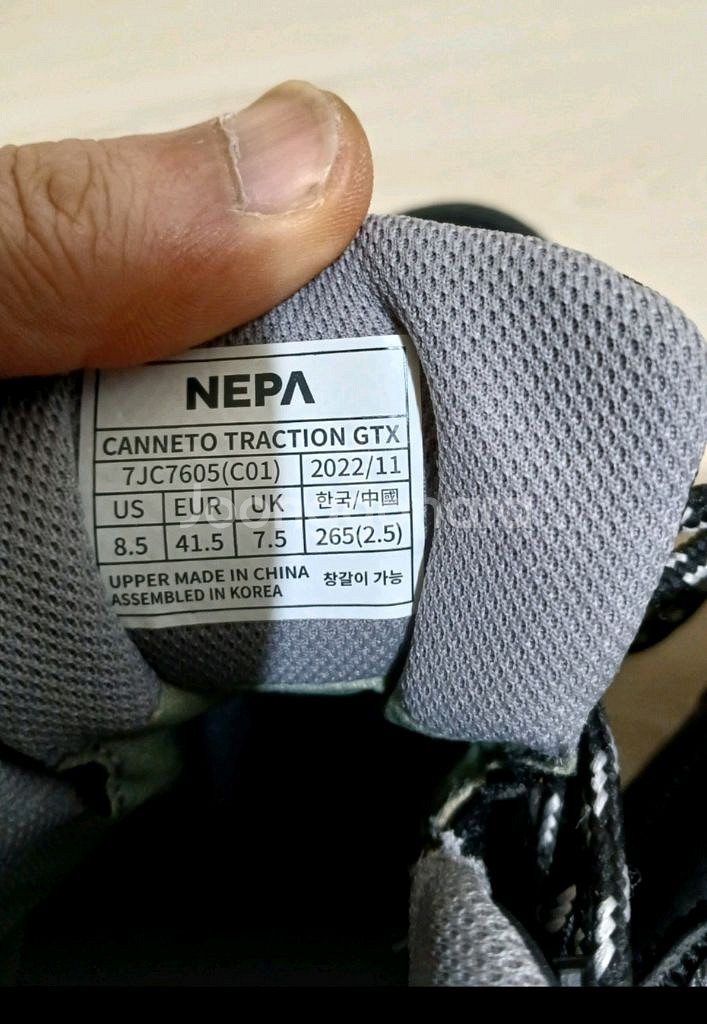 NEPA
CANNETO TRACTION GTX
7JC7605(C01) 2022/11
US EUR UK 한국/中國
8.5 41.5 7.5 265(2.5)
UPPER MADE IN CHINA 창갈이 가능
ASSEMBLED IN KOREA